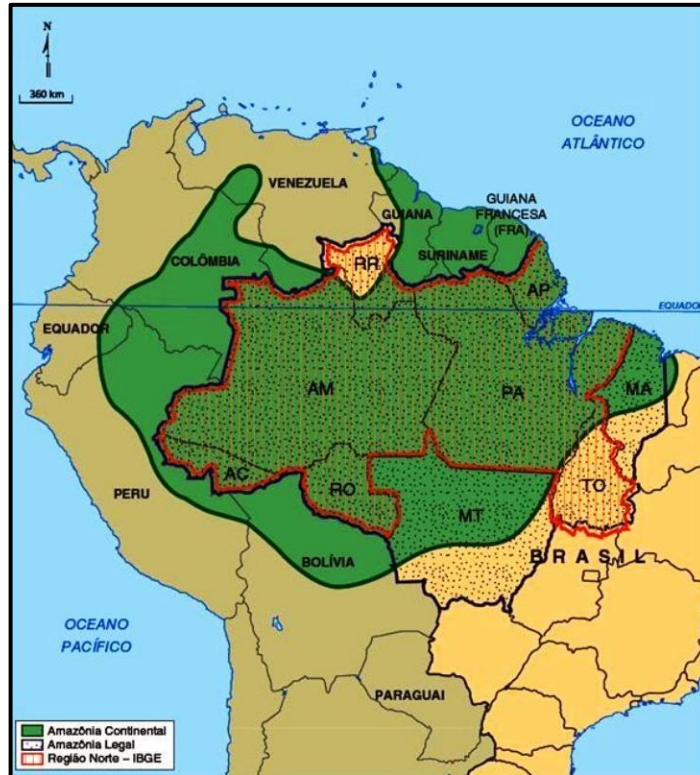 N
360 km
OCEANO
ATLÂNTICO
VENEZUELA
GUIANA
GUIANA
FRANCESA
(FRA)
SURINAME
COLÔMBIA
RR
AP
EQUADOR
EQUADOR
AM
PA
MA
AC
RO
TO
PERU
MT
BRASIL
BOLÍVIA
OCEANO
PACÍFICO
PARAGUAI
Amazônia Continental
Amazônia Legal
Região Norte – IBGE